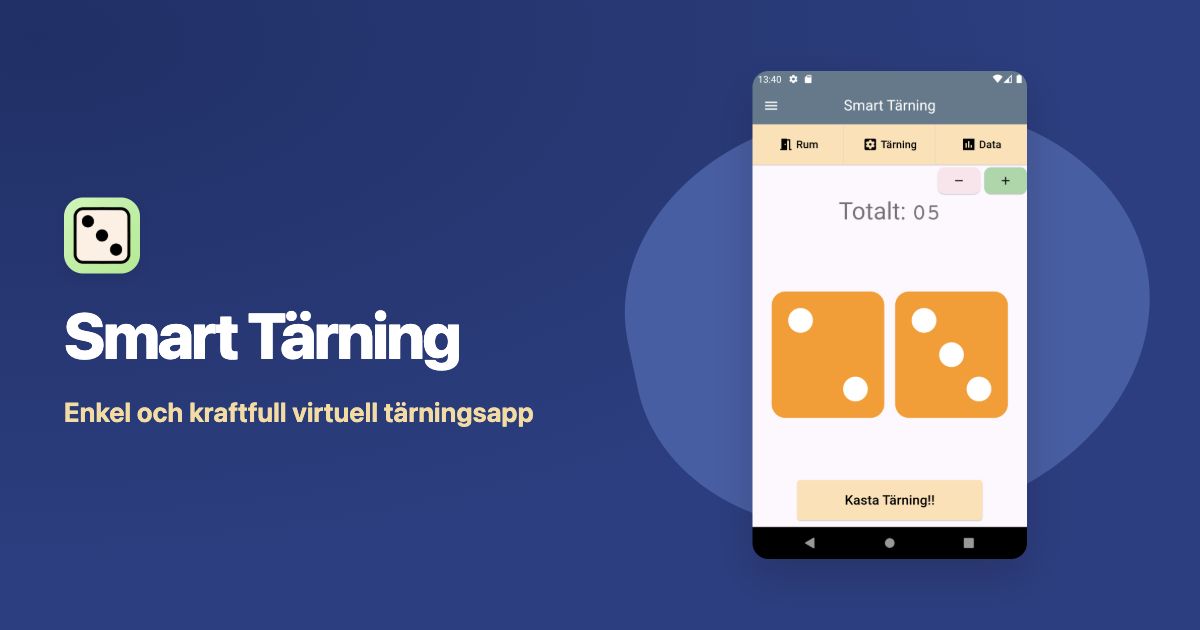 Smart Tärning
Enkel och kraftfull virtuell tärningsapp
13:40
Smart Tärning
Rum
Tärning
Data
− +
Totalt: 05
Kasta Tärning!!